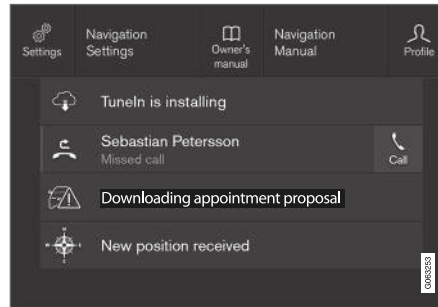 Settings
Navigation
Settings
Owner's
manual
Navigation
Manual
Profile
TuneIn is installing
Sebastian Petersson
Missed call
Call
Downloading appointment proposal
New position received
G063253